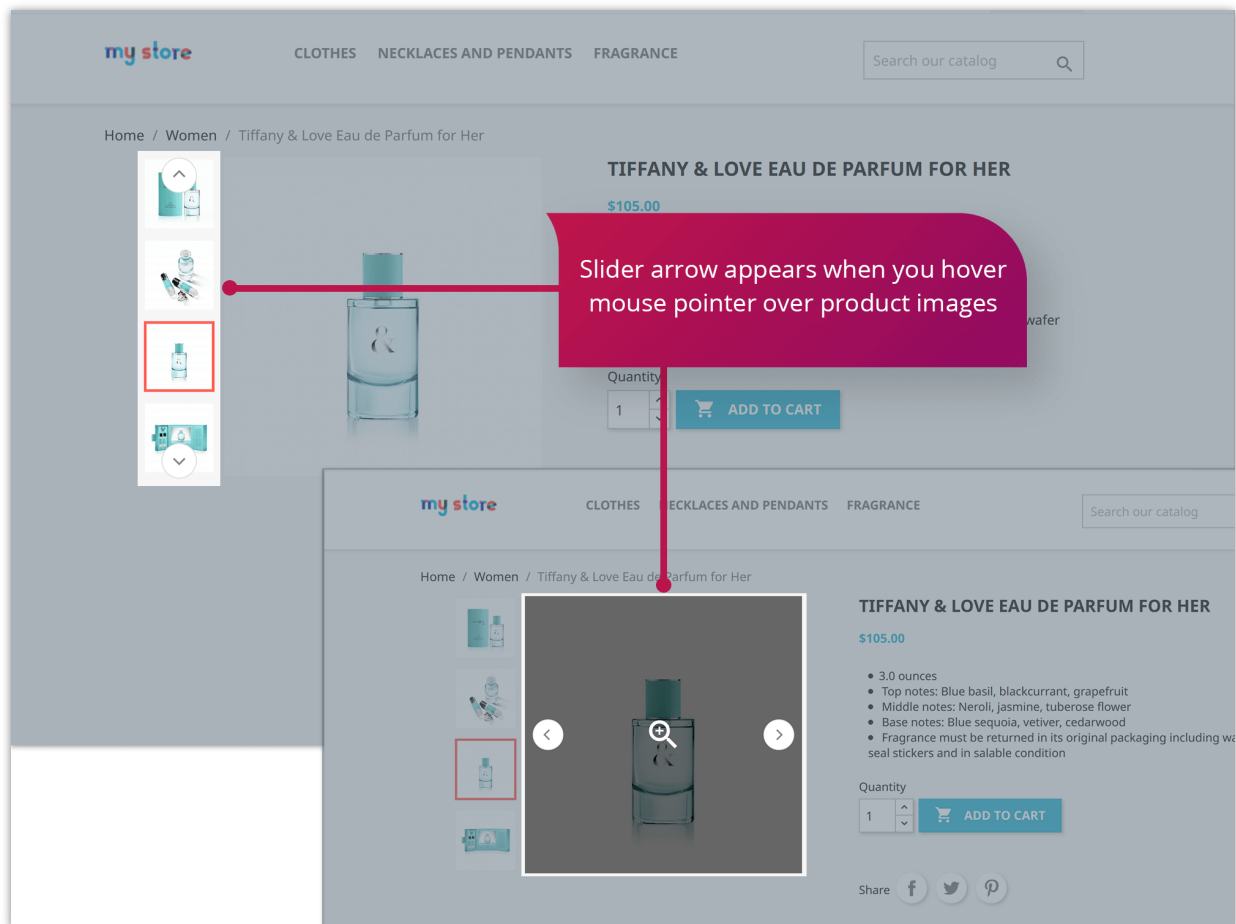 my store
CLOTHES NECKLACES AND PENDANTS FRAGRANCE
Search our catalog
Home / Women / Tiffany & Love Eau de Parfum for Her
TIFFANY & LOVE EAU DE PARFUM FOR HER
$105.00
Slider arrow appears when you hover
mouse pointer over product images
wafer
&
Quantity
1
ADD TO CART
my store
CLOTHES NECKLACES AND PENDANTS FRAGRANCE
Search our catalog
Home / Women / Tiffany & Love Eau de Parfum for Her
TIFFANY & LOVE EAU DE PARFUM FOR HER
$105.00
• 3.0 ounces
• Top notes: Blue basil, blackcurrant, grapefruit
• Middle notes: Neroli, jasmine, tuberose flower
• Base notes: Blue sequoia, vetiver, cedarwood
• Fragrance must be returned in its original packaging including wa
seal stickers and in salable condition
&
Quantity
1
ADD TO CART
Share